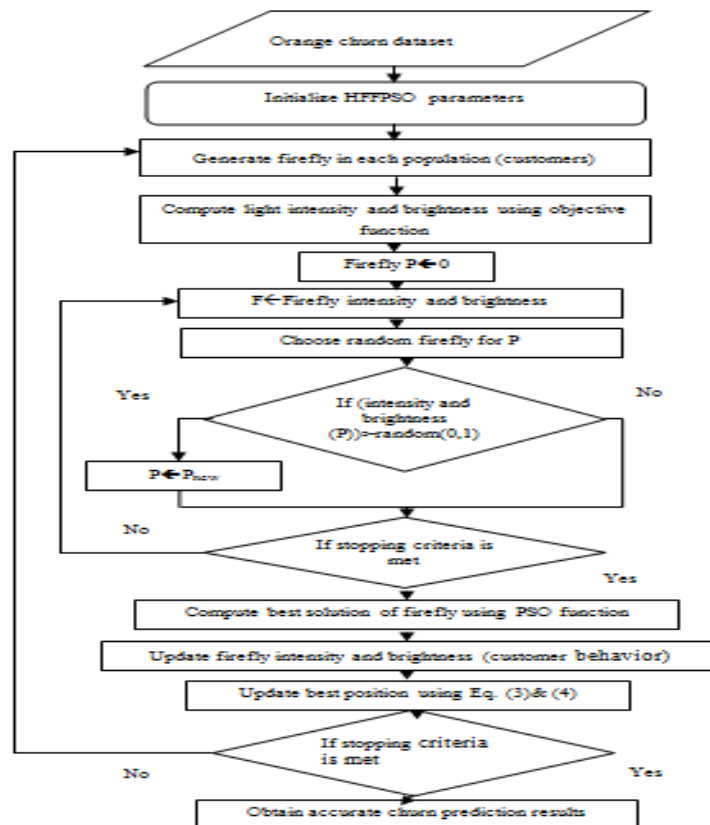 Orange churn dataset
Initialize HFFPSO parameters
Generate firefly in each population (customers)
Compute light intensity and brightness using objective
function
Firefly P←0
F←Firefly intensity and brightness
Choose random firefly for P
Yes
No
If (intensity and
brightness
(P))>-random(0,1)
P←Pnew
No
If stopping criteria is
met
Yes
Compute best solution of firefly using PSO function
Update firefly intensity and brightness (customer behavior)
Update best position using Eq. (3)& (4)
If stopping criteria
is met
No
Yes
Obtain accurate churn prediction results